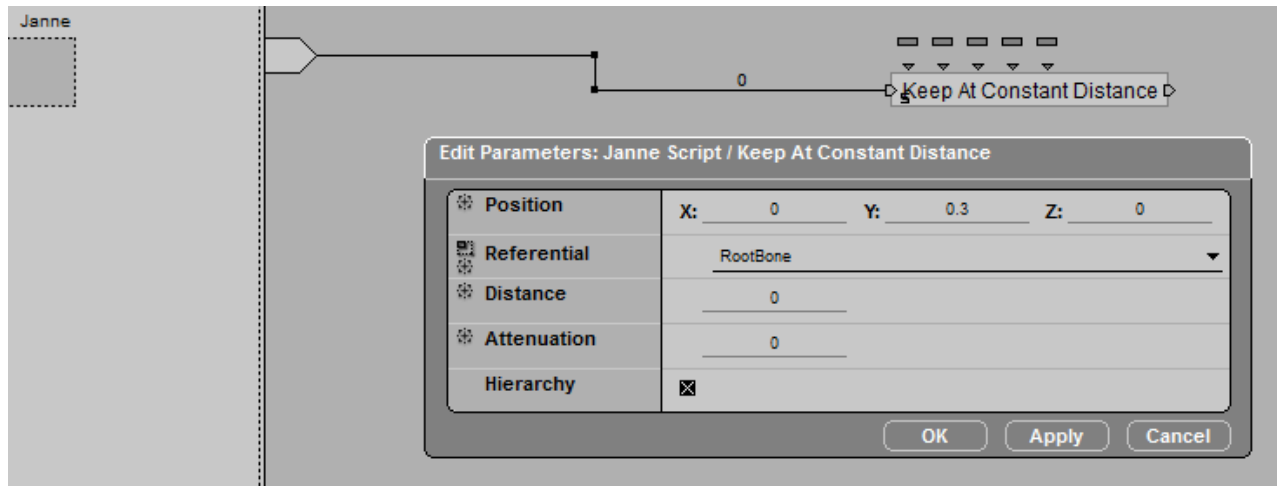 Janne
0
Keep At Constant Distance
Edit Parameters: Janne Script / Keep At Constant Distance
Position X: 0 Y: 0.3 Z: 0
Referential RootBone
Distance 0
Attenuation 0
Hierarchy
OK Apply Cancel